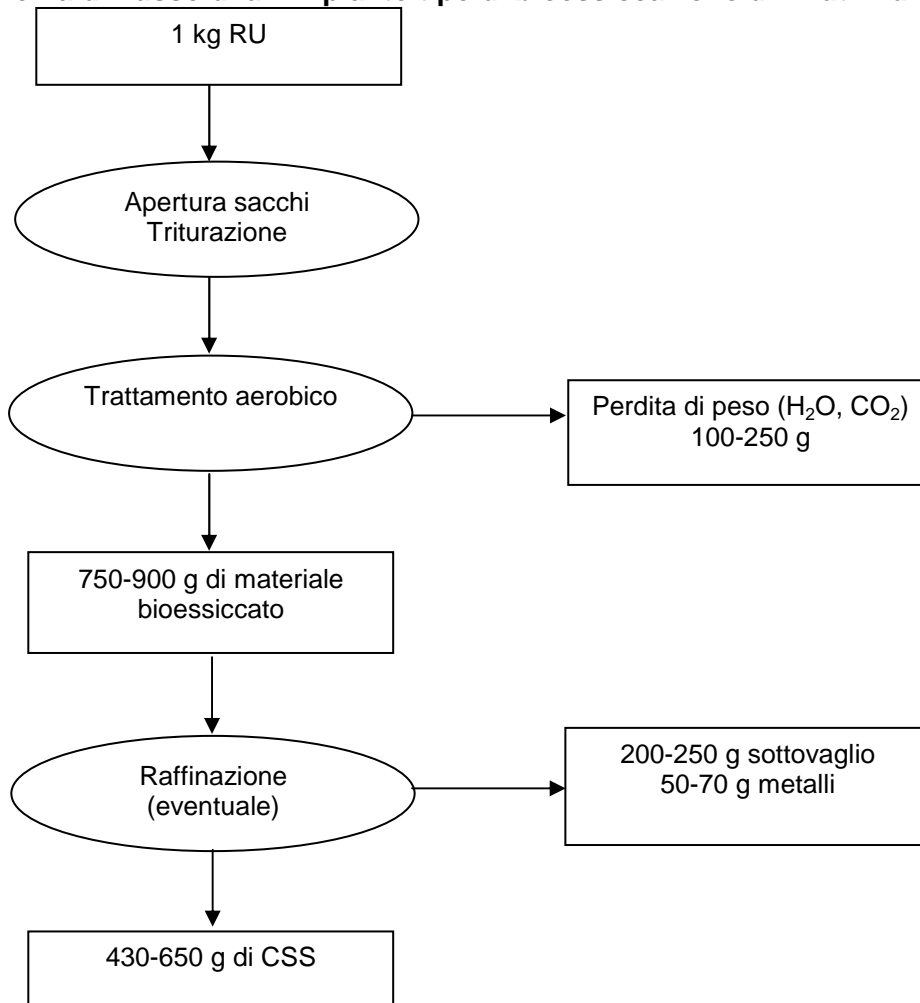 1 kg RU
Apertura sacchi
Triturazione
Trattamento aerobico
Perdita di peso (H₂O, CO₂)
100-250 g
750-900 g di materiale
bioessiccato
Raffinazione
(eventuale)
200-250 g sottovaglio
50-70 g metalli
430-650 g di CSS